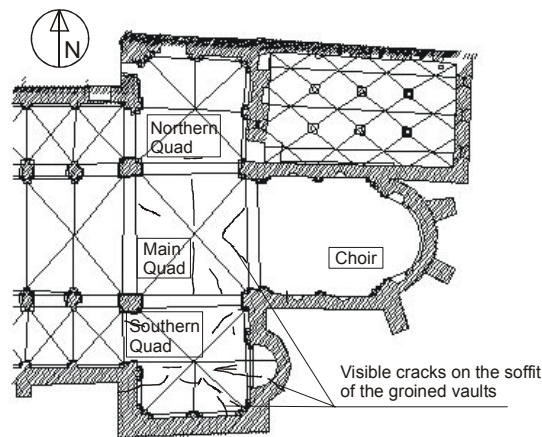 N
Northern
Quad
Main
Quad
Choir
Southern
Quad
Visible cracks on the soffit
of the groined vaults